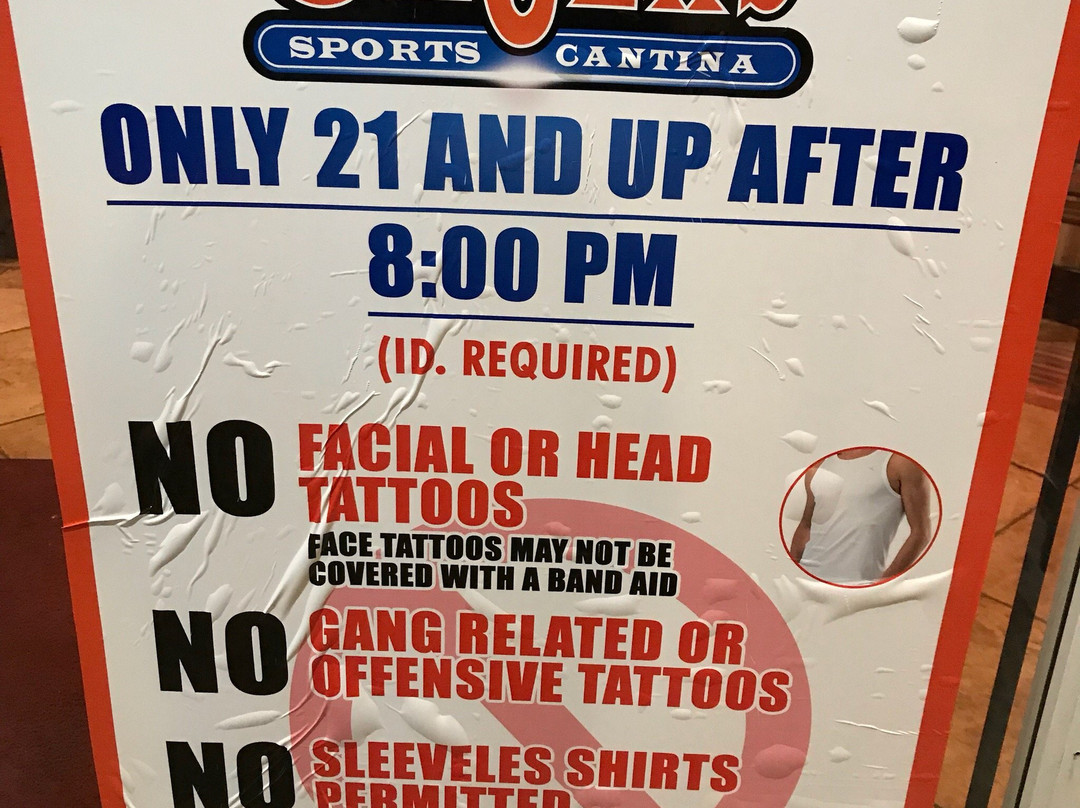 SPORTS CANTINA
ONLY 21 AND UP AFTER
8:00 PM
(ID. REQUIRED)
NO FACIAL OR HEAD
TATTOOS
FACE TATTOOS MAY NOT BE
COVERED WITH A BAND AID
NO GANG RELATED OR
OFFENSIVE TATTOOS
NO SLEEVELES SHIRTS
PERMITTED